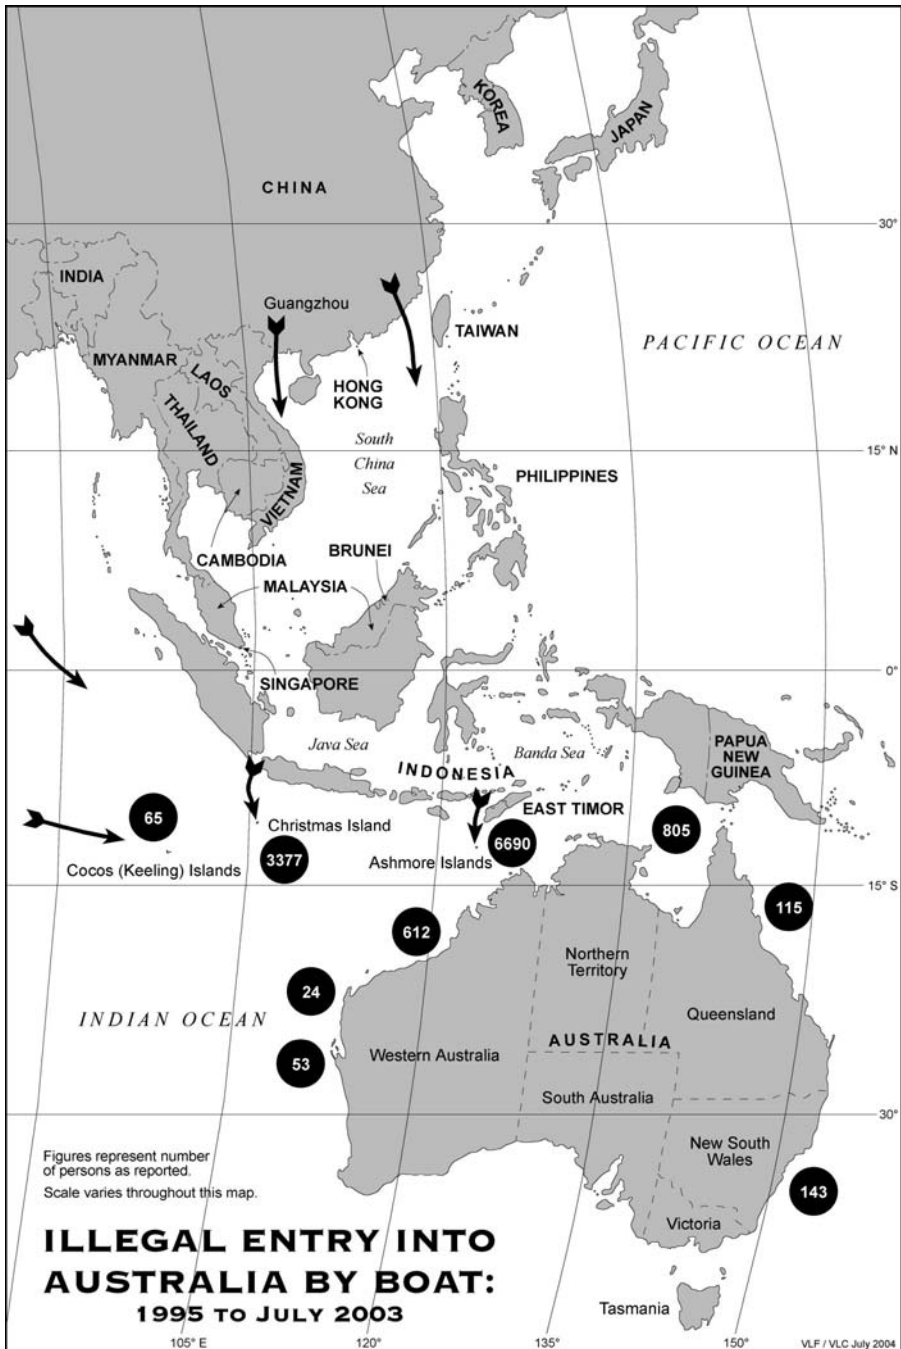 KOREA
JAPAN
CHINA
30°
INDIA
Guangzhou
TAIWAN
PACIFIC OCEAN
MYANMAR
LAOS
HONG
KONG
THAILAND
South
China
Sea
15° N
VIETNAM
PHILIPPINES
CAMBODIA
BRUNEI
MALAYSIA
0°
SINGAPORE
Java Sea
Banda Sea
PAPUA
NEW
GUINEA
INDONESIA
EAST TIMOR
65
Christmas Island
805
6690
Cocos (Keeling) Islands
3377
Ashmore Islands
15° S
115
612
Northern
Territory
24
INDIAN OCEAN
Queensland
AUSTRALIA
53
Western Australia
South Australia
30°
New South
Wales
Figures represent number
of persons as reported.
Scale varies throughout this map.
143
Victoria
ILLEGAL ENTRY INTO
AUSTRALIA BY BOAT:
1995 TO JULY 2003
Tasmania
105° E
120°
135°
150°
VLF / VLC July 2004